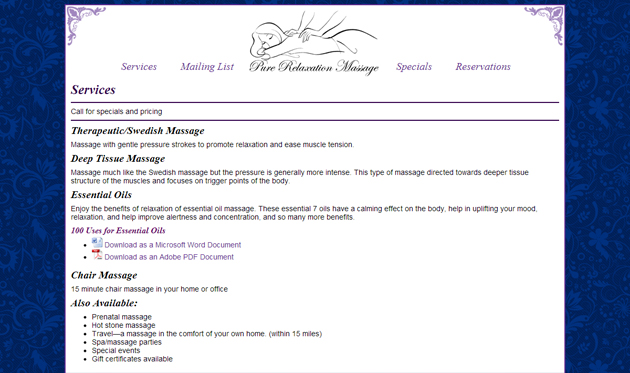 Services Mailing List Pure Relaxation Massage Specials Reservations
Services
Call for specials and pricing
Therapeutic/Swedish Massage
Massage with gentle pressure strokes to promote relaxation and ease muscle tension.
Deep Tissue Massage
Massage much like the Swedish massage but the pressure is generally more intense. This type of massage directed towards deeper tissue
structure of the muscles and focuses on trigger points of the body.
Essential Oils
Enjoy the benefits of relaxation of essential oil massage. These essential 7 oils have a calming effect on the body, help in uplifting your mood,
relaxation, and help improve alertness and concentration, and so many more benefits.
100 Uses for Essential Oils
Download as a Microsoft Word Document
Download as an Adobe PDF Document
Chair Massage
15 minute chair massage in your home or office
Also Available:
Prenatal massage
Hot stone massage
Travel—a massage in the comfort of your own home. (within 15 miles)
Spa/massage parties
Special events
Gift certificates available